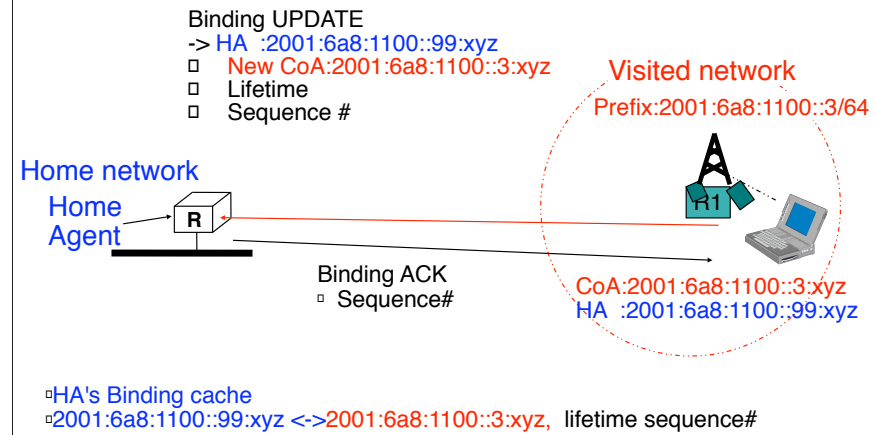 Binding UPDATE
-> HA :2001:6a8:1100::99:xyz
▯ New CoA:2001:6a8:1100::3:xyz
▯ Lifetime
▯ Sequence #
Visited network
Prefix:2001:6a8:1100::3/64
Home network
Home
Agent
R
R1
Binding ACK
▫ Sequence#
CoA:2001:6a8:1100::3:xyz
HA :2001:6a8:1100::99:xyz
▫HA's Binding cache
▫2001:6a8:1100::99:xyz <->2001:6a8:1100::3:xyz, lifetime sequence#